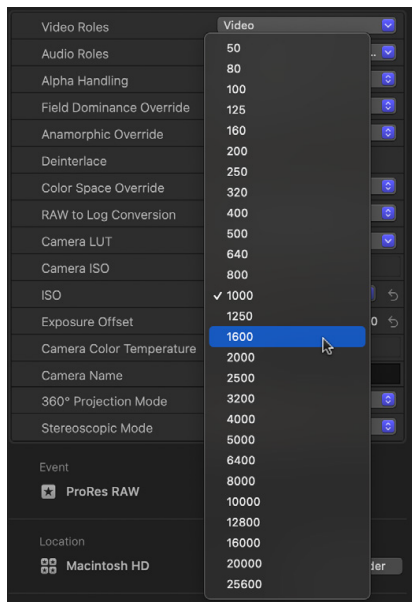 Video Roles Video
Audio Roles ..
Alpha Handling
Field Dominance Override
Anamorphic Override
Deinterlace
Color Space Override
RAW to Log Conversion
Camera LUT
Camera ISO
ISO
Exposure Offset 0
Camera Color Temperature
Camera Name
360° Projection Mode
Stereoscopic Mode
50
80
100
125
160
200
250
320
400
500
640
800
✓ 1000
1250
1600
2000
2500
3200
4000
5000
6400
8000
10000
12800
16000
20000
25600
Event
ProRes RAW
Location
Macintosh HD der